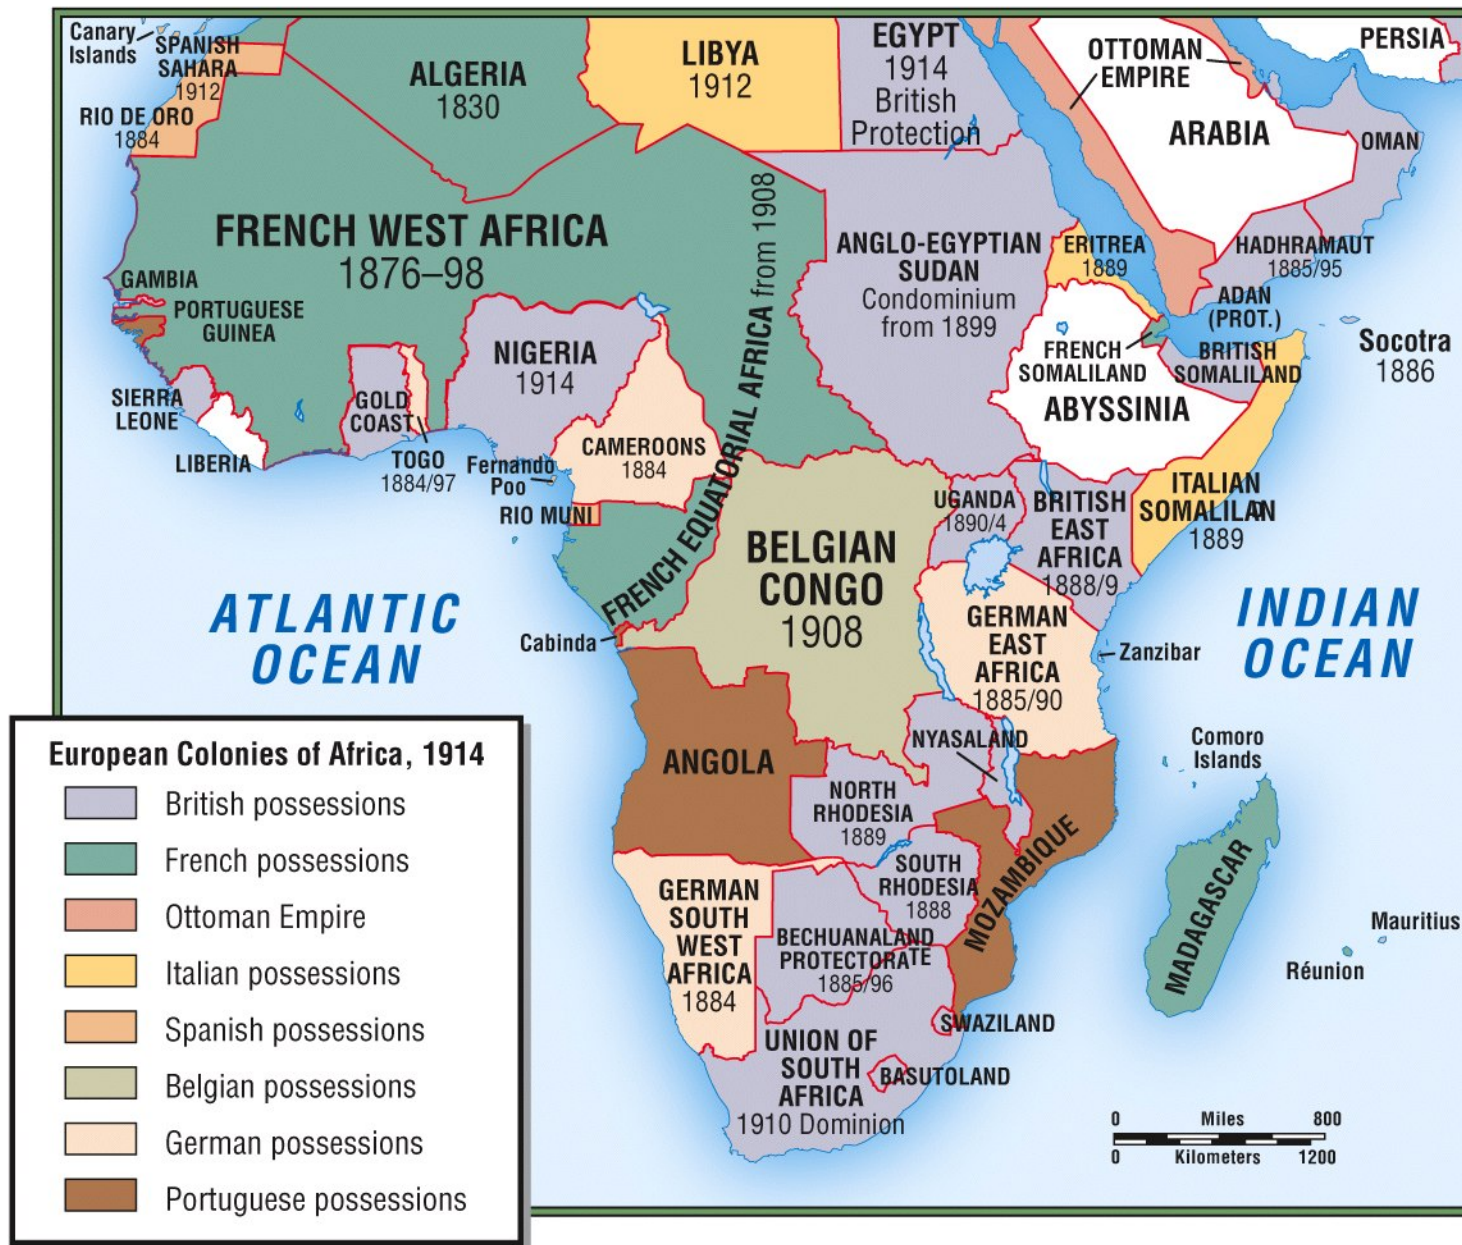 Canary
Islands
SPANISH
SAHARA
1912
RIO DE ORO
1884
ALGERIA
1830
LIBYA
1912
EGYPT
1914
British
Protection
OTTOMAN
EMPIRE
PERSIA
ARABIA
OMAN
FRENCH WEST AFRICA
1876–98
FRENCH EQUATORIAL AFRICA from 1908
ANGLO-EGYPTIAN
SUDAN
Condominium
from 1899
ERITREA
1889
HADHRAMAUT
1885/95
ADAN
(PROT.)
Socotra
1886
GAMBIA
PORTUGUESE
GUINEA
NIGERIA
1914
FRENCH
SOMALILAND
BRITISH
SOMALILAND
ABYSSINIA
SIERRA
LEONE
LIBERIA
GOLD
COAST
TOGO
1884/97
Fernando
Poo
CAMEROONS
1884
RIO MUNI
UGANDA
1890/4
BRITISH
EAST
AFRICA
1888/9
ITALIAN
SOMALILAND
1889
BELGIAN
CONGO
1908
ATLANTIC
OCEAN
Cabinda
GERMAN
EAST
AFRICA
1885/90
Zanzibar
INDIAN
OCEAN
ANGOLA
NYASALAND
Comoro
Islands
NORTH
RHODESIA
1889
SOUTH
RHODESIA
1888
MOZAMBIQUE
MADAGASCAR
Mauritius
Réunion
GERMAN
SOUTH
WEST
AFRICA
1884
BECHUANALAND
PROTECTORATE
1885/96
SWAZILAND
UNION OF
SOUTH
AFRICA
1910 Dominion
BASUTOLAND
0 Miles 800
0 Kilometers 1200
European Colonies of Africa, 1914
British possessions
French possessions
Ottoman Empire
Italian possessions
Spanish possessions
Belgian possessions
German possessions
Portuguese possessions